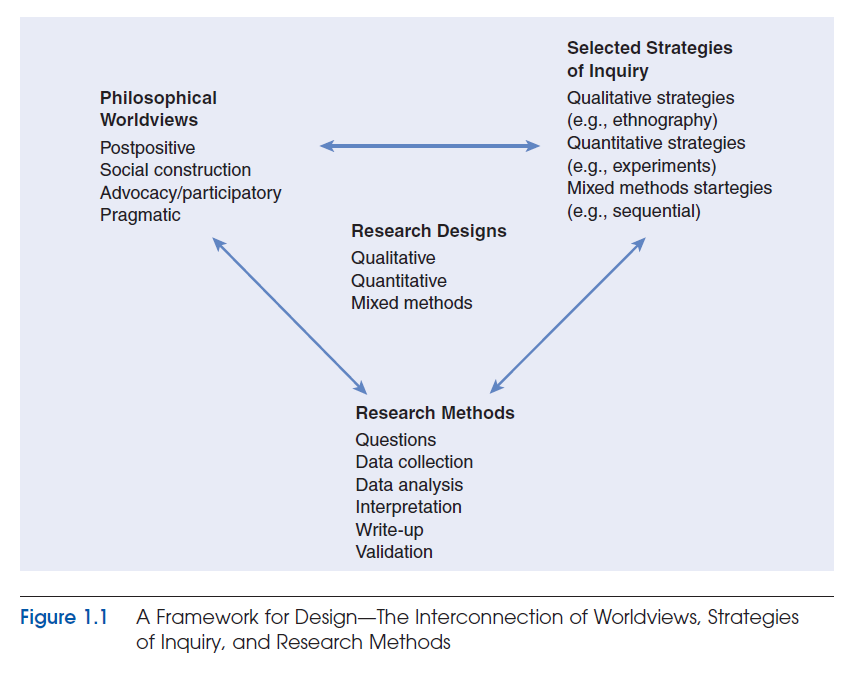 Philosophical
Worldviews
Postpositive
Social construction
Advocacy/participatory
Pragmatic
Selected Strategies
of Inquiry
Qualitative strategies
(e.g., ethnography)
Quantitative strategies
(e.g., experiments)
Mixed methods startegies
(e.g., sequential)
Research Designs
Qualitative
Quantitative
Mixed methods
Research Methods
Questions
Data collection
Data analysis
Interpretation
Write-up
Validation
Figure 1.1 A Framework for Design—The Interconnection of Worldviews, Strategies
of Inquiry, and Research Methods